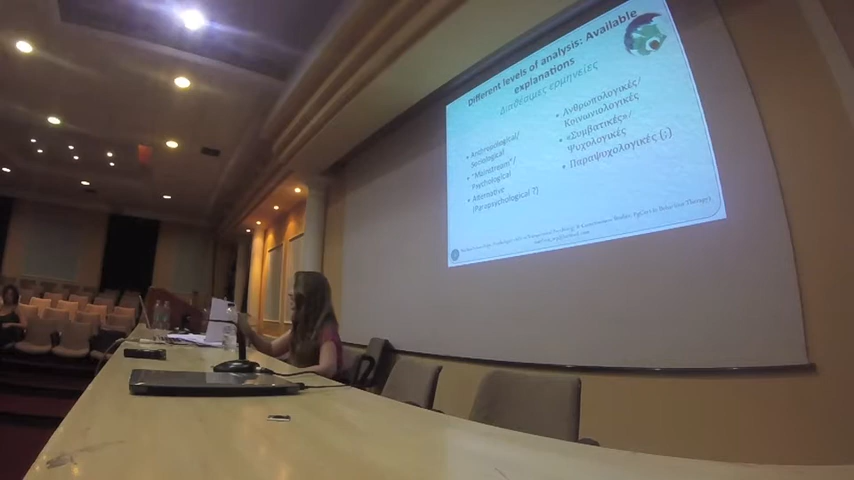 Different levels of analysis: Available
explanations
Διαθέσιμες ερμηνείες
• Anthropological/
Sociological
• "Mainstream"/
Psychological
• Alternative
(Parapsychological ?)
• Ανθρωπολογικές/
Κοινωνιολογικές
• «Συμβατικές»/
Ψυχολογικές
• Παραψυχολογικές (;)